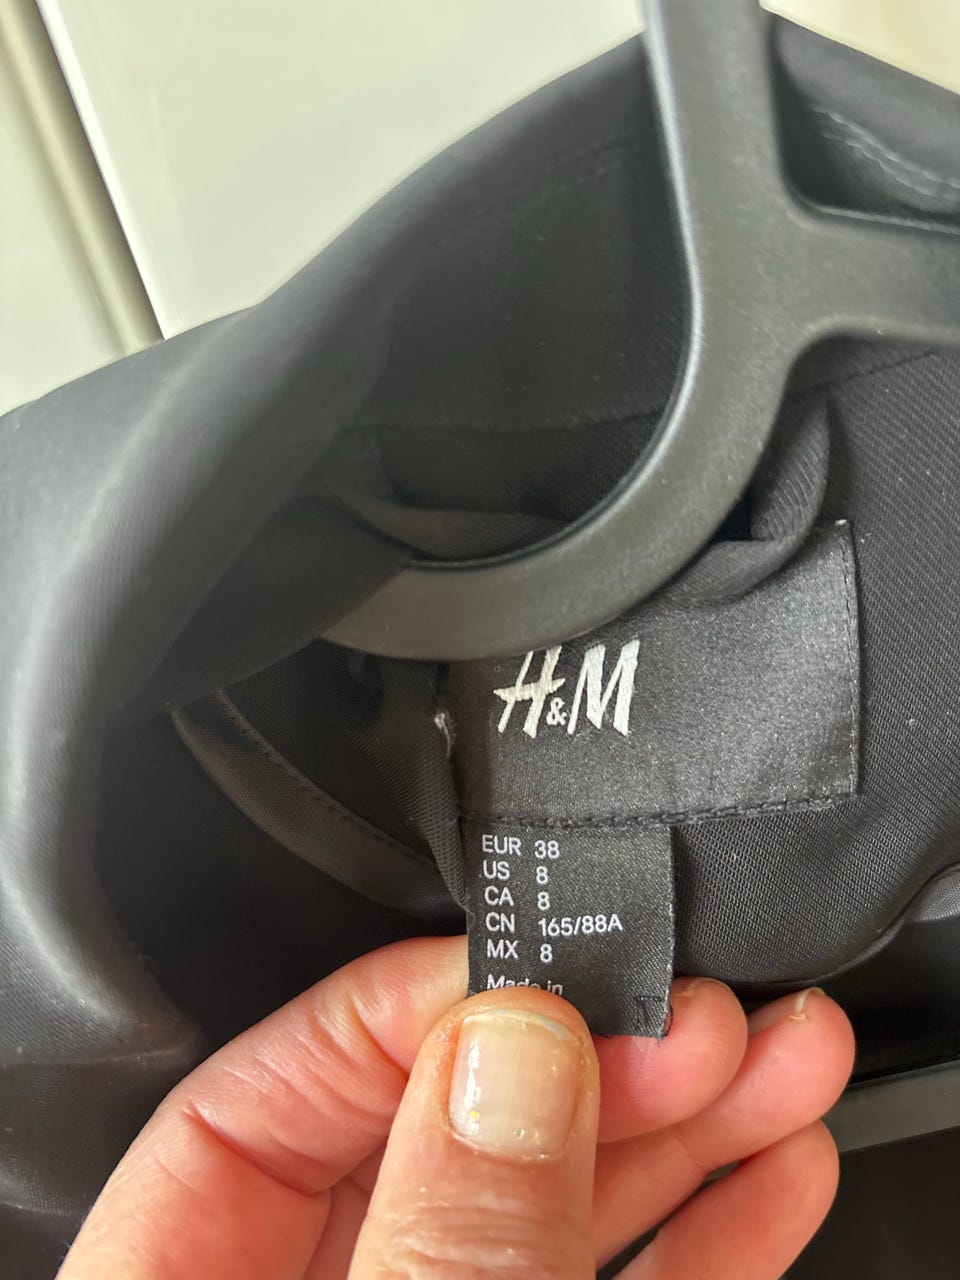 H&M
EUR 38
US 8
CA 8
CN 165/88A
MX 8
Made in